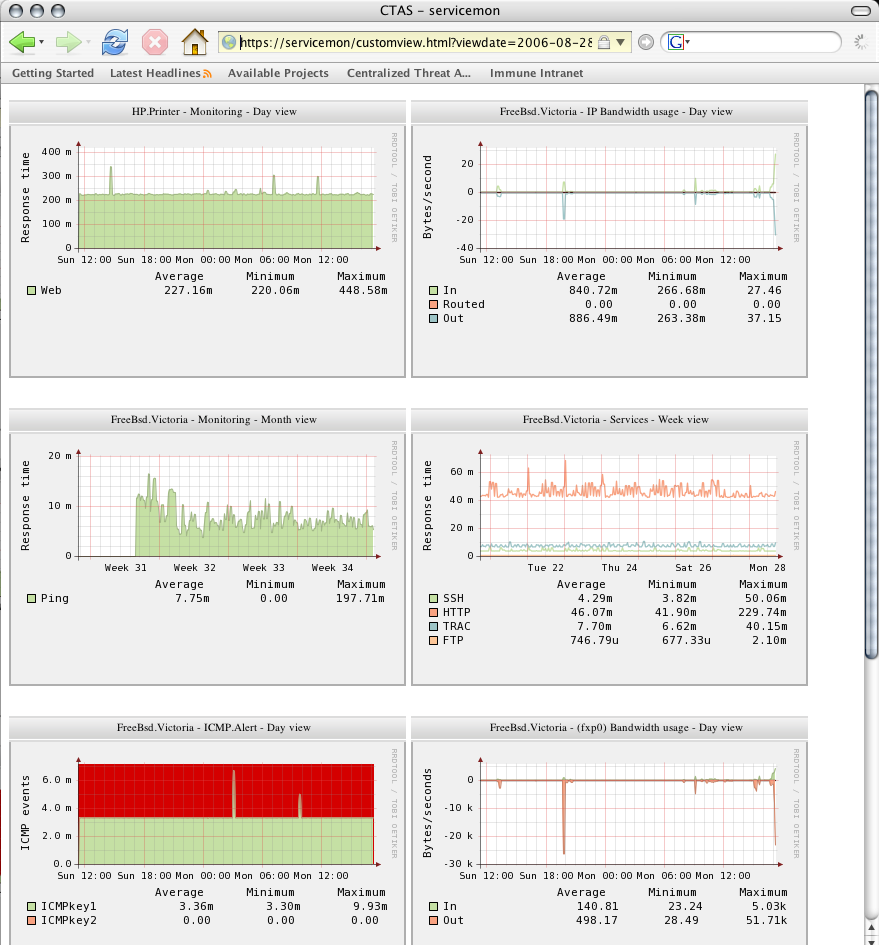 CTAS - servicemon
https://servicemon/customview.html?viewdate=2006-08-28
G
Getting Started Latest Headlines Available Projects Centralized Threat A... Immune Intranet
HP.Printer - Monitoring - Day view
Response time
400 m
300 m
200 m
100 m
0
Sun 12:00 Sun 18:00 Mon 00:00 Mon 06:00 Mon 12:00
RRDTOOL / TOBI OETIKER
Average Minimum Maximum
Web 227.16m 220.06m 448.58m
FreeBsd.Victoria - IP Bandwidth usage - Day view
Bytes/second
20
0
-20
-40
Sun 12:00 Sun 18:00 Mon 00:00 Mon 06:00 Mon 12:00
RRDTOOL / TOBI OETIKER
Average Minimum Maximum
In 840.72m 266.68m 27.46
Routed 0.00 0.00 0.00
Out 886.49m 263.38m 37.15
FreeBsd.Victoria - Monitoring - Month view
Response time
20 m
10 m
0
Week 31 Week 32 Week 33 Week 34
RRDTOOL / TOBI OETIKER
Average Minimum Maximum
Ping 7.75m 0.00 197.71m
FreeBsd.Victoria - Services - Week view
Response time
60 m
40 m
20 m
0
Tue 22 Thu 24 Sat 26 Mon 28
RRDTOOL / TOBI OETIKER
Average Minimum Maximum
SSH 4.29m 3.82m 50.06m
HTTP 46.07m 41.90m 229.74m
TRAC 7.70m 6.62m 40.15m
FTP 746.79u 677.33u 2.10m
FreeBsd.Victoria - ICMP.Alert - Day view
ICMP events
6.0 m
4.0 m
2.0 m
0.0
Sun 12:00 Sun 18:00 Mon 00:00 Mon 06:00 Mon 12:00
RRDTOOL / TOBI OETIKER
Average Minimum Maximum
ICMPkey1 3.36m 3.30m 9.93m
ICMPkey2 0.00 0.00 0.00
FreeBsd.Victoria - (fxp0) Bandwidth usage - Day view
Bytes/seconds
0
-10 k
-20 k
-30 k
Sun 12:00 Sun 18:00 Mon 00:00 Mon 06:00 Mon 12:00
RRDTOOL / TOBI OETIKER
Average Minimum Maximum
In 140.81 23.24 5.03k
Out 498.17 28.49 51.71k